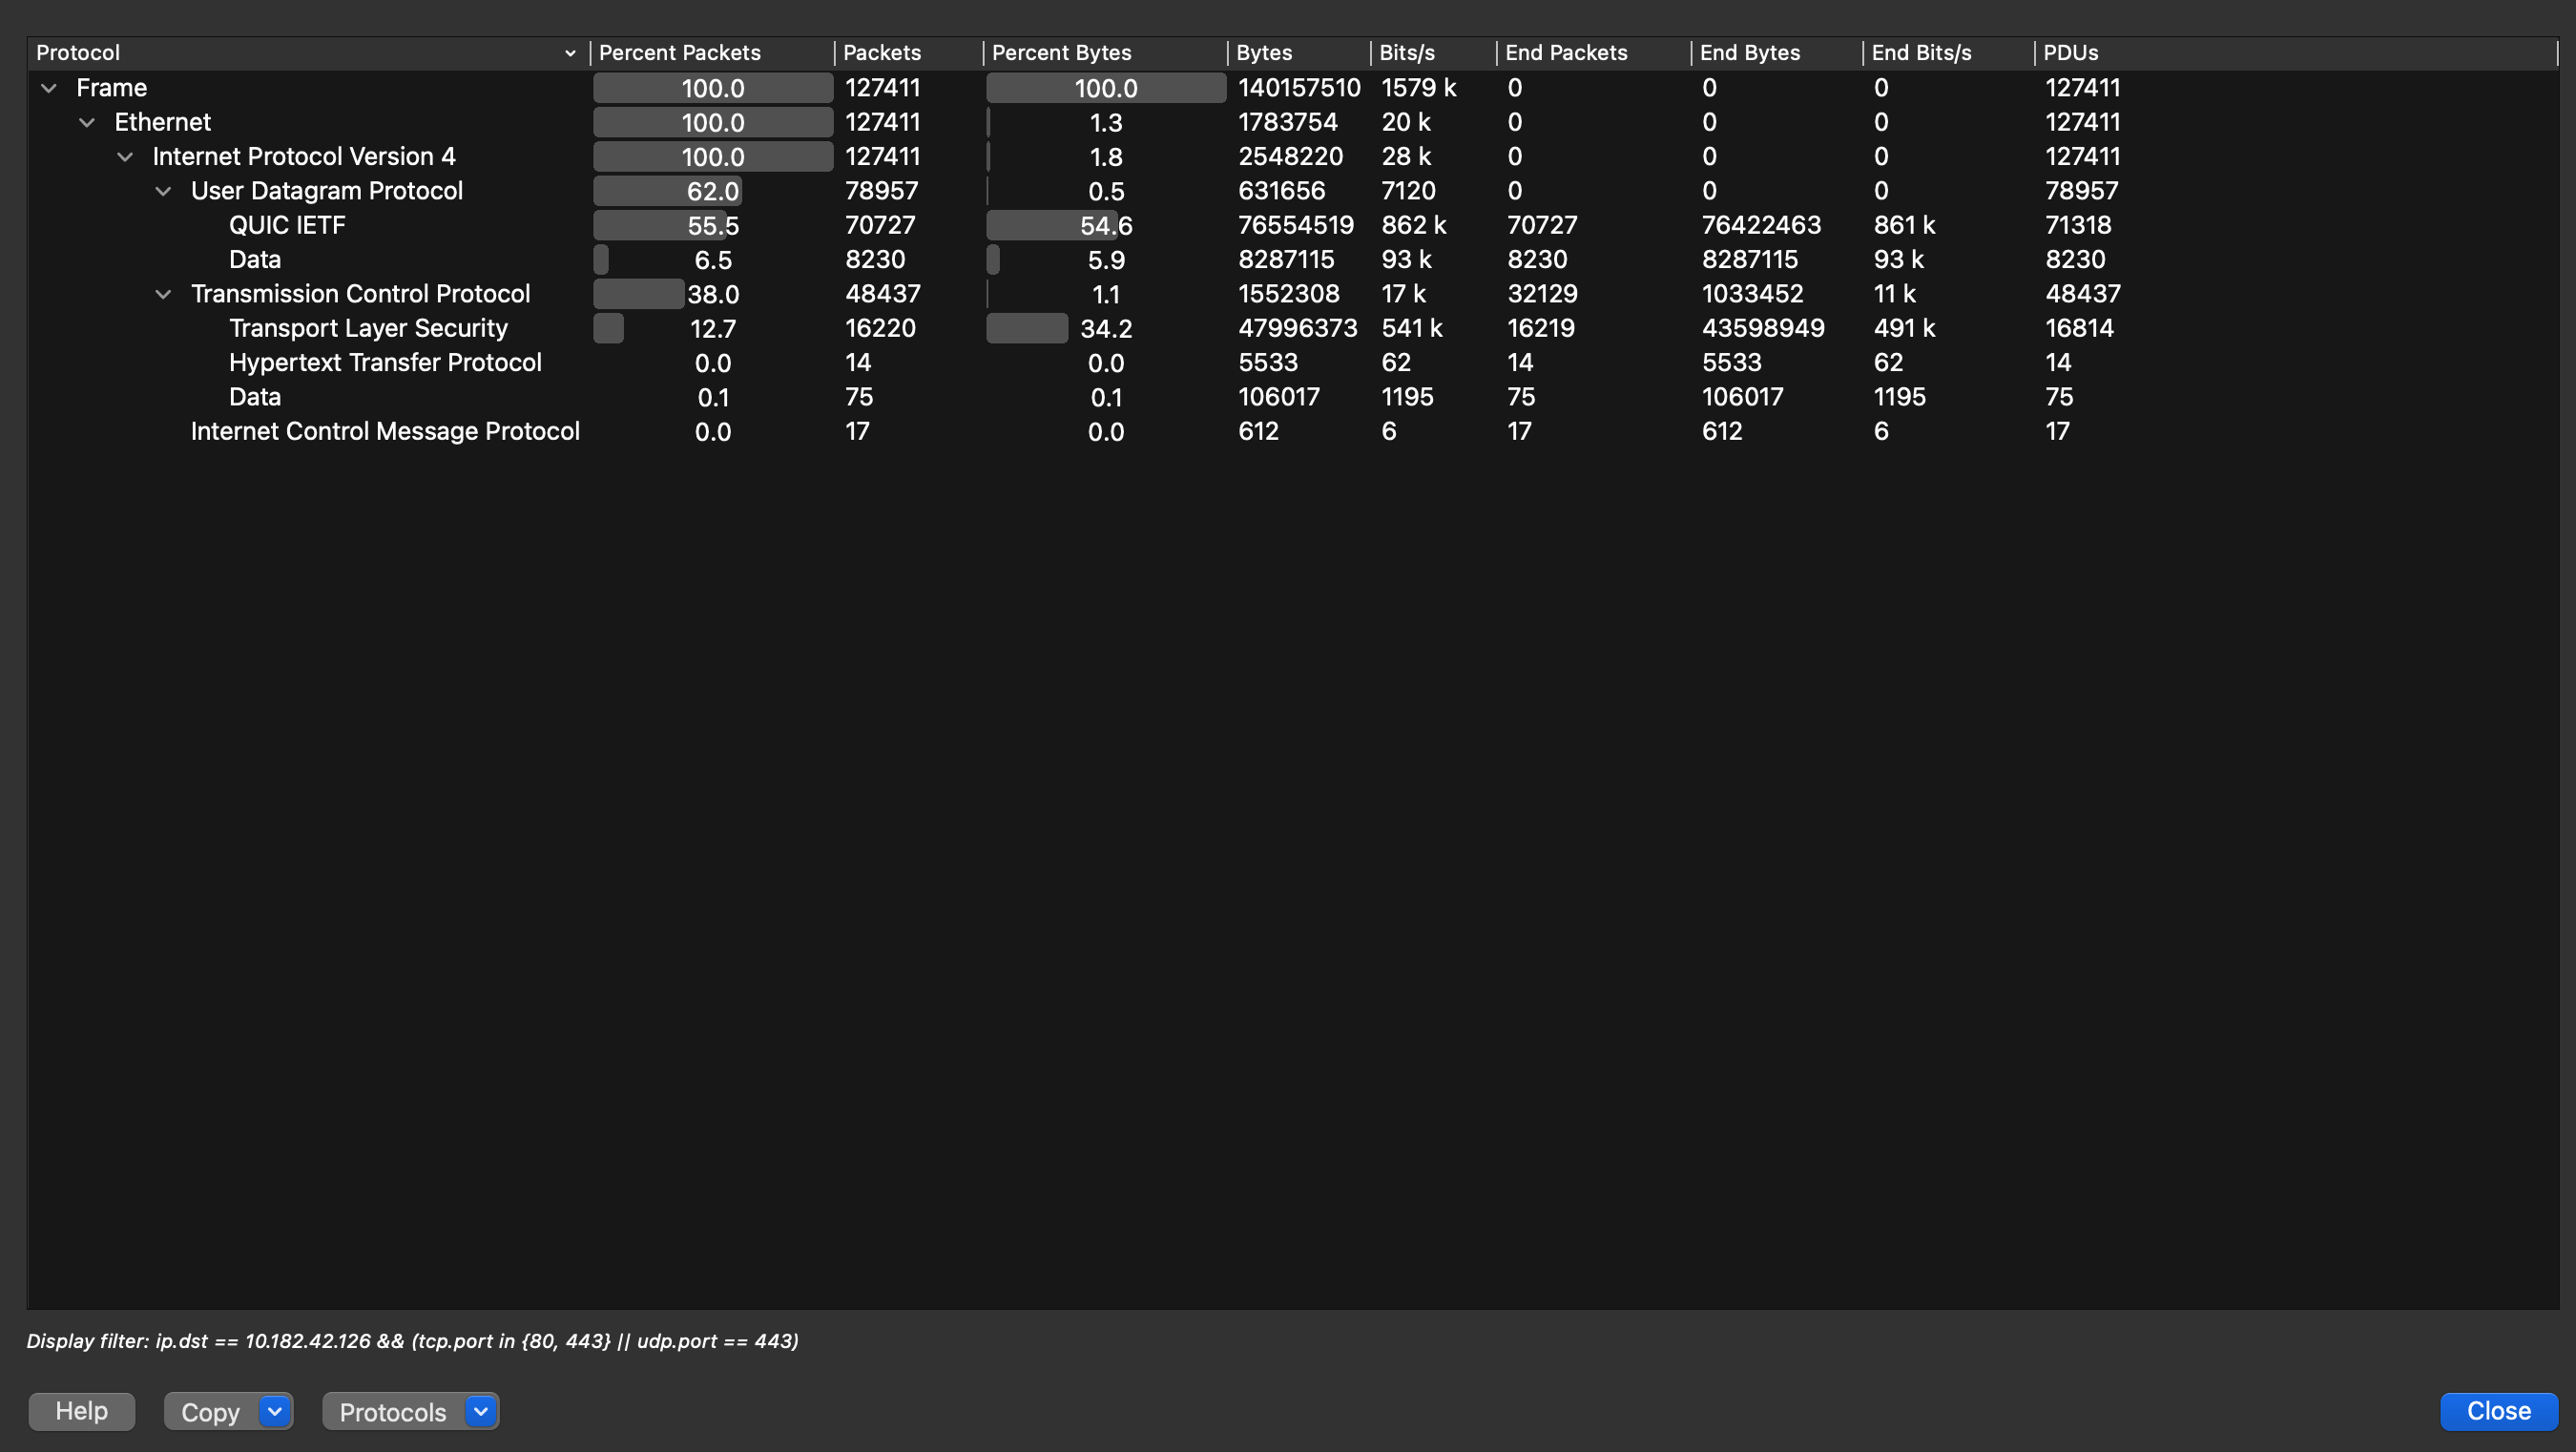 Protocol Percent Packets Packets Percent Bytes Bytes Bits/s End Packets End Bytes End Bits/s PDUs
Frame 100.0 127411 100.0 140157510 1579 k 0 0 0 127411
Ethernet 100.0 127411 1.3 1783754 20 k 0 0 0 127411
Internet Protocol Version 4 100.0 127411 1.8 2548220 28 k 0 0 0 127411
User Datagram Protocol 62.0 78957 0.5 631656 7120 0 0 0 78957
QUIC IETF 55.5 70727 54.6 76554519 862 k 70727 76422463 861 k 71318
Data 6.5 8230 5.9 8287115 93 k 8230 8287115 93 k 8230
Transmission Control Protocol 38.0 48437 1.1 1552308 17 k 32129 1033452 11 k 48437
Transport Layer Security 12.7 16220 34.2 47996373 541 k 16219 43598949 491 k 16814
Hypertext Transfer Protocol 0.0 14 0.0 5533 62 14 5533 62 14
Data 0.1 75 0.1 106017 1195 75 106017 1195 75
Internet Control Message Protocol 0.0 17 0.0 612 6 17 612 6 17
Display filter: ip.dst == 10.182.42.126 && (tcp.port in {80, 443} || udp.port == 443)
Help Copy Protocols Close